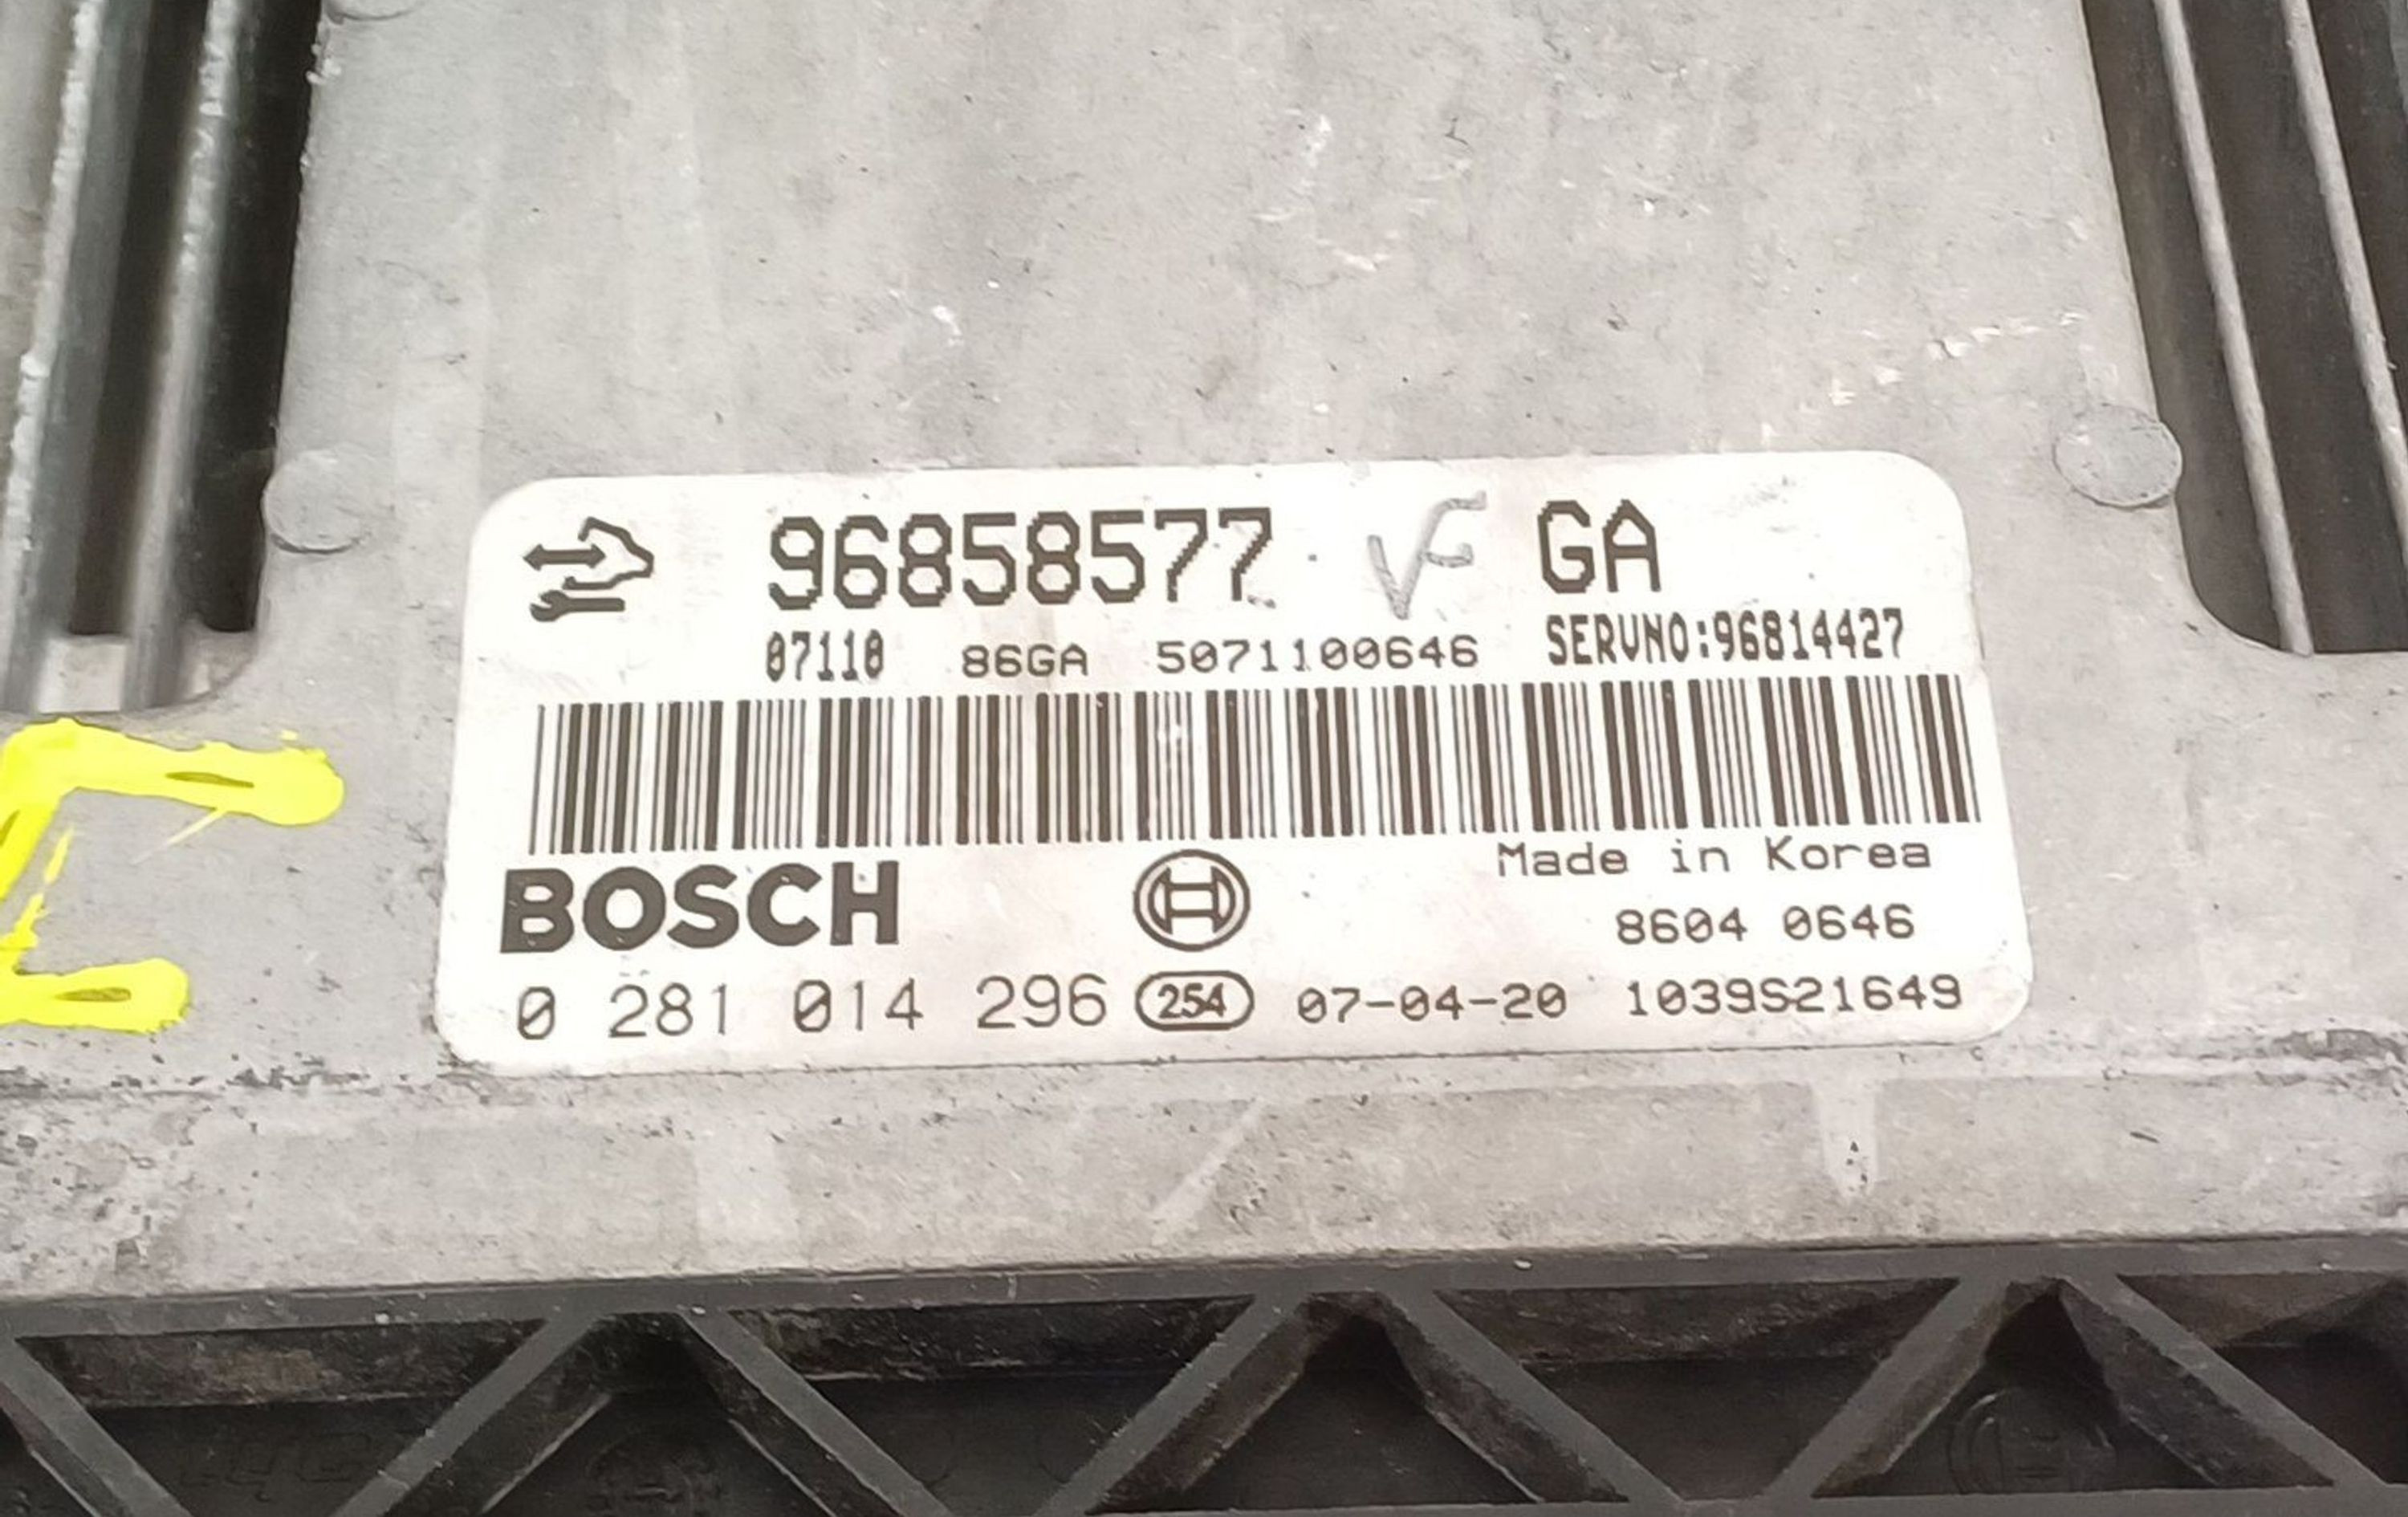 96858577 VF GA
07110 86GA 5071100646 SERVNO:96814427
BOSCH
Made in Korea
8604 0646
0 281 014 296 254 07-04-20 1039S21649